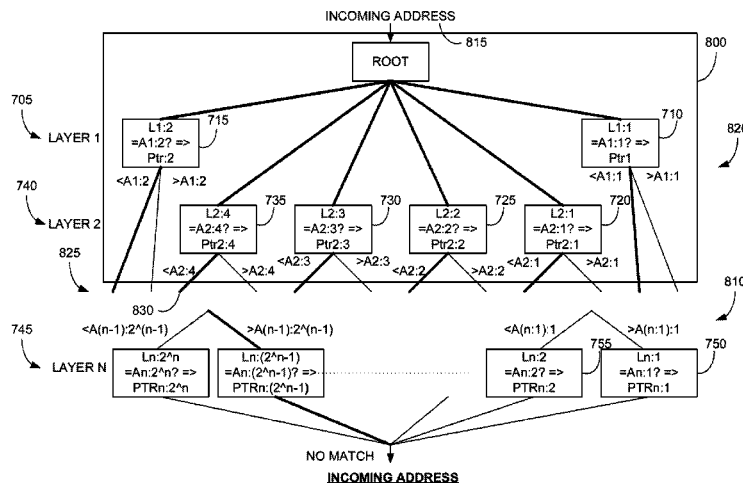 INCOMING ADDRESS
815
800
ROOT
705
LAYER 1
L1:2
=A1:2? =>
Ptr:2
715
L1:1
=A1:1? =>
Ptr1
710
820
<A1:2
>A1:2
<A1:1
>A1:1
740
LAYER 2
L2:4
=A2:4? =>
Ptr2:4
735
L2:3
=A2:3? =>
Ptr2:3
730
L2:2
=A2:2? =>
Ptr2:2
725
L2:1
=A2:1? =>
Ptr2:1
720
825
<A2:4
>A2:4
<A2:3
>A2:3
<A2:2
>A2:2
<A2:1
>A2:1
830
810
<A(n-1):2^(n-1)
>A(n-1):2^(n-1)
<A(n:1):1
>A(n:1):1
745
LAYER N
Ln:2^n
=An:2^n? =>
PTRn:2^n
Ln:(2^n-1)
=An:(2^n-1)? =>
PTRn:(2^n-1)
Ln:2
=An:2? =>
PTRn:2
755
Ln:1
=An:1? =>
PTRn:1
750
NO MATCH
INCOMING ADDRESS